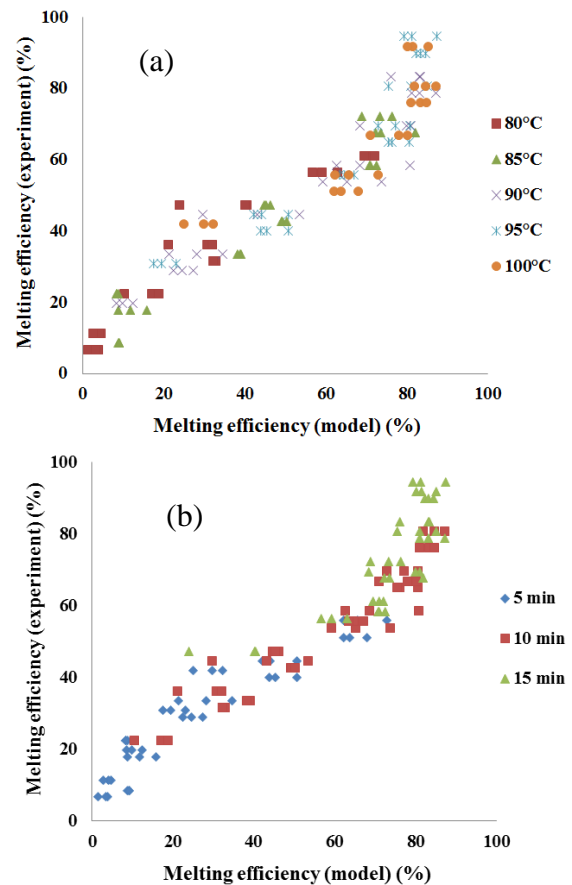 (a)
Melting efficiency (experiment) (%)
100
80
60
40
20
0
0 20 40 60 80 100
Melting efficiency (model) (%)
80°C
85°C
90°C
95°C
100°C
(b)
Melting efficiency (experiment) (%)
100
80
60
40
20
0
0 20 40 60 80 100
Melting efficiency (model) (%)
5 min
10 min
15 min